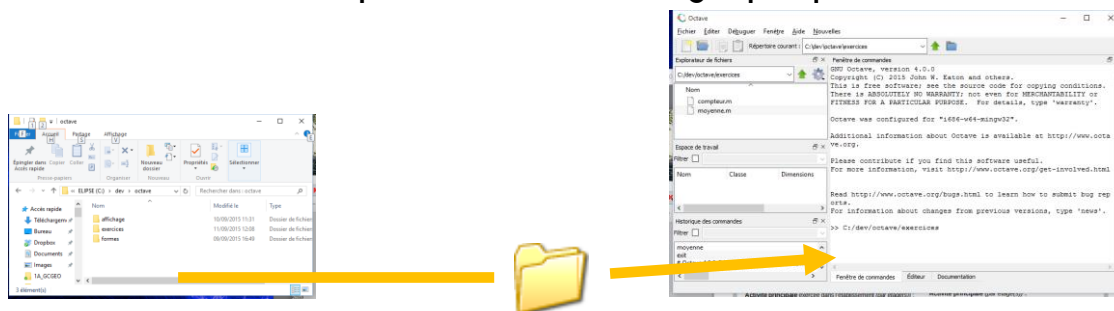 octave
Accueil Partage Affichage
Épingler dans Accès rapide
Copier
Coller
Nouveau dossier
Propriétés
Sélectionner
Presse-papiers
Organiser
Nouveau
Ouvrir
ELIPSE (C:) > dev > octave
Rechercher dans: octave
Accès rapide
Bureau
Dropbox
Documents
Images
1A_GCGEO
Nom Modifié le Type
affichage 10/09/2015 11:31 Dossier de fichier
exercices 11/09/2015 12:08 Dossier de fichier
formes 09/09/2015 16:49 Dossier de fichier
3 élément(s)
Octave
Fichier Éditer Déboguer Fenêtre Aide Nouvelles
Répertoire courant : C:\dev\octave\exercices
Explorateur de fichiers
C:/dev/octave/exercices
Nom
compteur.m
moyenne.m
Espace de travail
Filtrer
Nom Classe Dimensions
Historique des commandes
Filtrer
moyenne
exit
Fenêtre de commandes
GNU Octave, version 4.0.0
Copyright (C) 2015 John W. Eaton and others.
This is free software; see the source code for copying conditions.
There is ABSOLUTELY NO WARRANTY; not even for MERCHANTABILITY or
FITNESS FOR A PARTICULAR PURPOSE.  For details, type 'warranty'.
Octave was configured for "i686-w64-mingw32".
Additional information about Octave is available at http://www.octa
ve.org.
Please contribute if you find this software useful.
For more information, visit http://www.octave.org/get-involved.html
Read http://www.octave.org/bugs.html to learn how to submit bug rep
orts.
For information about changes from previous versions, type 'news'.
>> C:/dev/octave/exercices
Fenêtre de commandes Éditeur Documentation